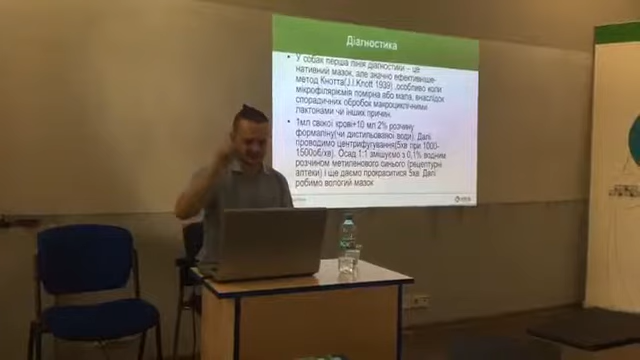 Діагностика
• У собак перша лінія діагностики – це
нативний мазок, але значно ефективніше-
метод Кнотта(J.I.Knott 1939) ,особливо коли
мікрофіляріємія помірна або мала, внаслідок
спорадичних обробок макроциклічними
лактонами чи інших причин.
• 1мл свіжої крові+10 мл 2% розчину
формаліну(чи дистильованої води). Далі
проводимо центрифугування(5хв при 1000-
1500об/хв). Осад 1:1 змішуємо з 0,1% водним
розчином метиленового синього (рецептурні
аптеки) і ще даємо прокраситися 5хв. Далі
робимо вологий мазок